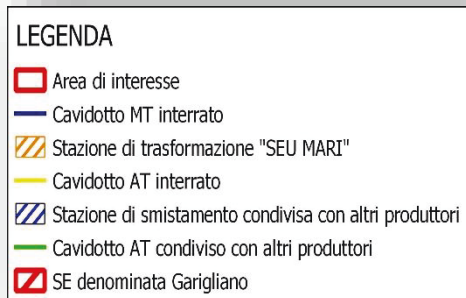 LEGENDA
Area di interesse
Cavidotto MT interrato
Stazione di trasformazione "SEU MARI"
Cavidotto AT interrato
Stazione di smistamento condivisa con altri produttori
Cavidotto AT condiviso con altri produttori
SE denominata Garigliano